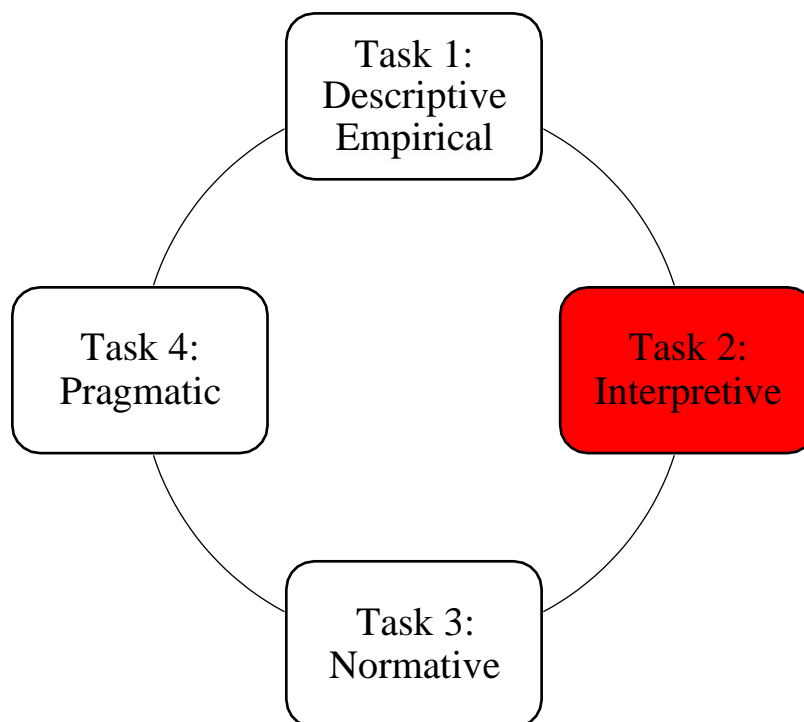 Task 1:
Descriptive
Empirical
Task 2:
Interpretive
Task 3:
Normative
Task 4:
Pragmatic